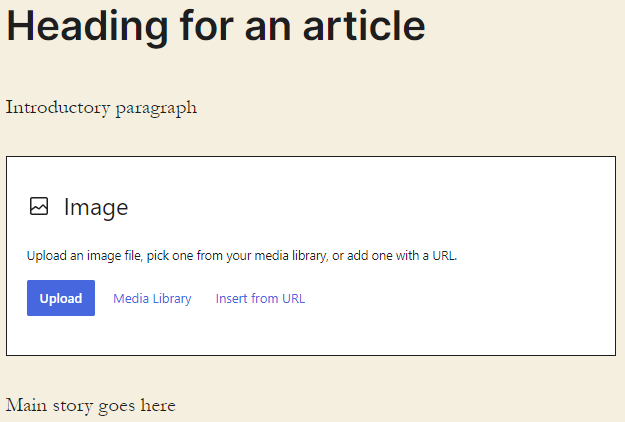 Heading for an article
Introductory paragraph
Image
Upload an image file, pick one from your media library, or add one with a URL.
Upload Media Library Insert from URL
Main story goes here